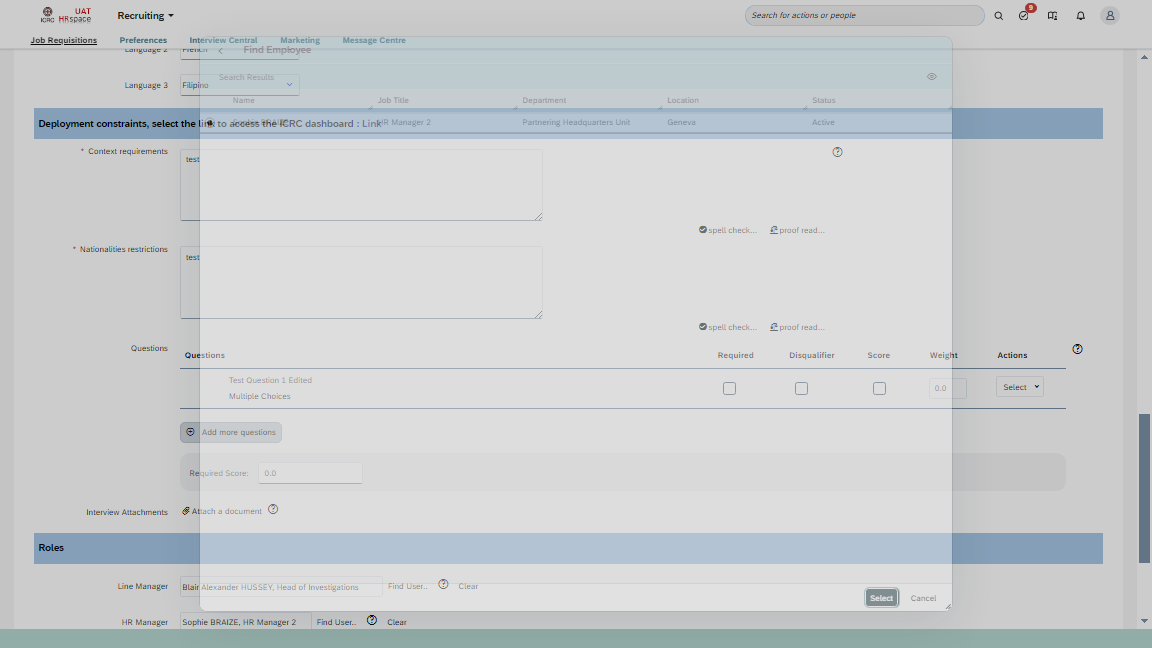 ICRC
UAT
HRspace
Recruiting
Search for actions or people
9
Job Requisitions
Preferences
Interview Central
Marketing
Message Centre
Language 2
French
Find Employee
Search Results
Language 3
Filipino
Name
Job Title
Department
Location
Status
Deployment constraints, select the link to access the ICRC dashboard : Link
HR Manager 2
Partnering Headquarters Unit
Geneva
Active
* Context requirements
test
spell check...
proof read...
* Nationalities restrictions
test
spell check...
proof read...
Questions
Questions
Required
Disqualifier
Score
Weight
Actions
Test Question 1 Edited
Multiple Choices
0.0
Select
Add more questions
Required Score:
0.0
Interview Attachments
Attach a document
Roles
Line Manager
Blair Alexander HUSSEY, Head of Investigations
Find User..
Clear
Select
Cancel
HR Manager
Sophie BRAIZE, HR Manager 2
Find User..
Clear